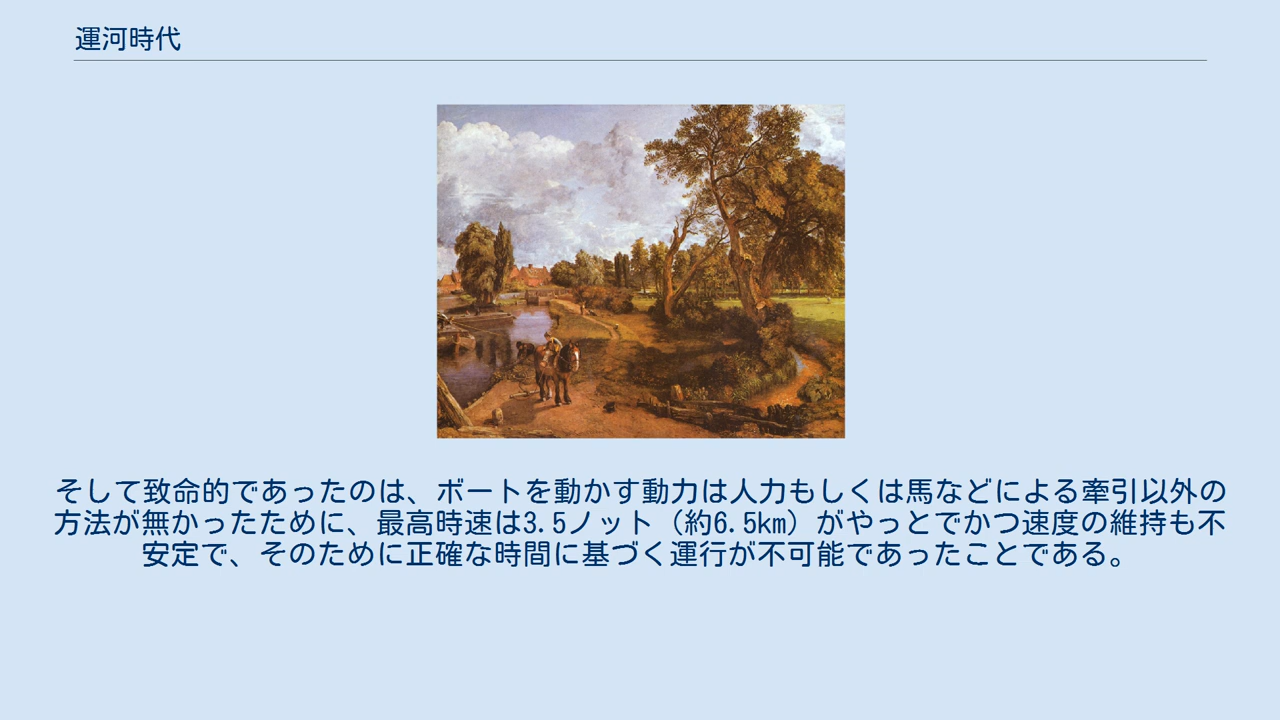 運河時代
そして致命的であったのは、ボートを動かす動力は人力もしくは馬などによる牽引以外の
方法が無かったために、最高時速は3.5ノット（約6.5km）がやっとでかつ速度の維持も不
安定で、そのために正確な時間に基づく運行が不可能であったことである。